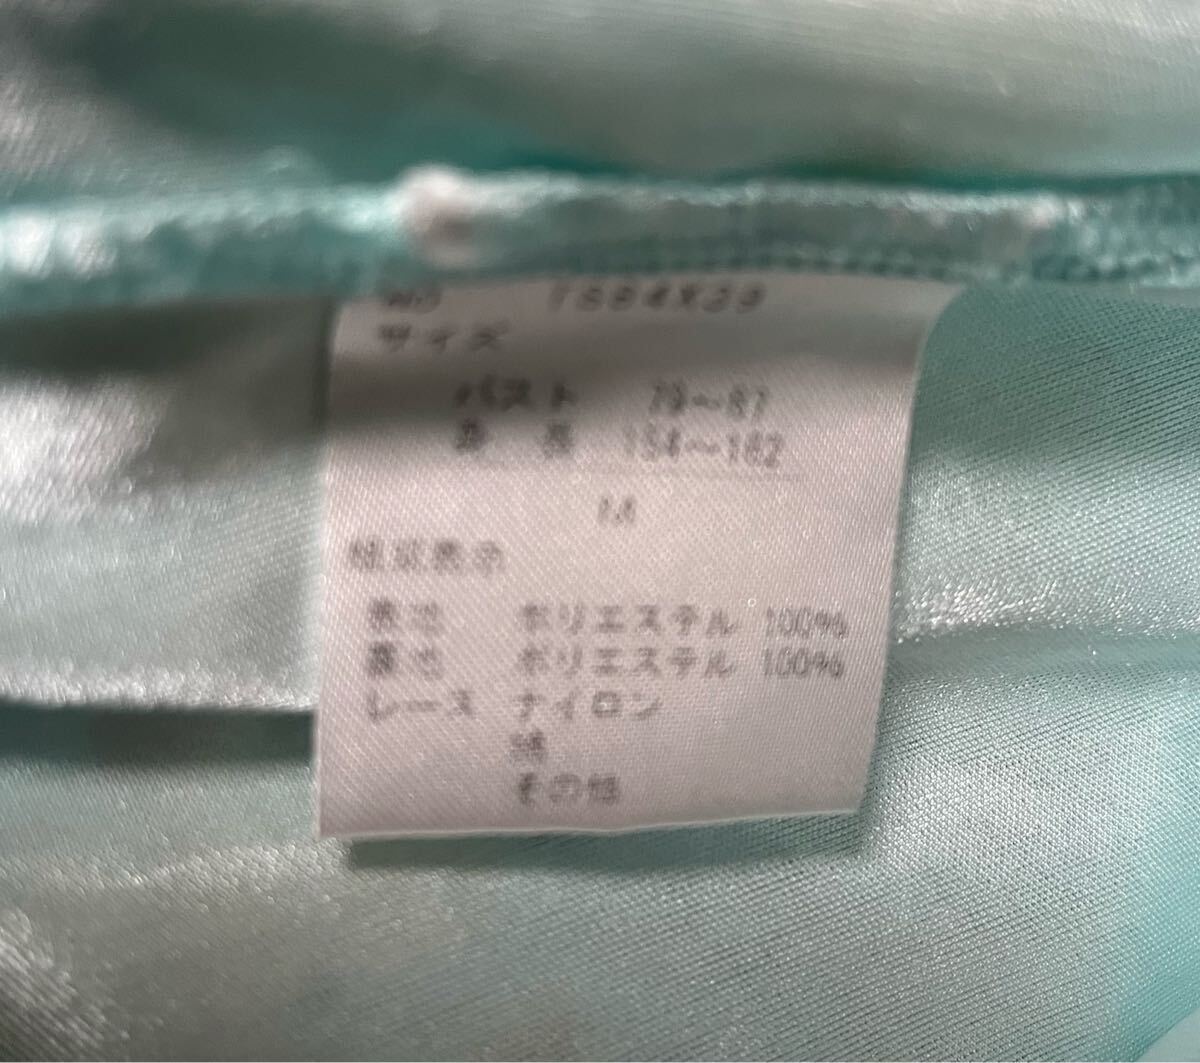 サイズ
バスト 79〜87
身 長 154〜162
M
組成表示
表地 ポリエステル 100%
裏地 ポリエステル 100%
レース ナイロン
綿
その他